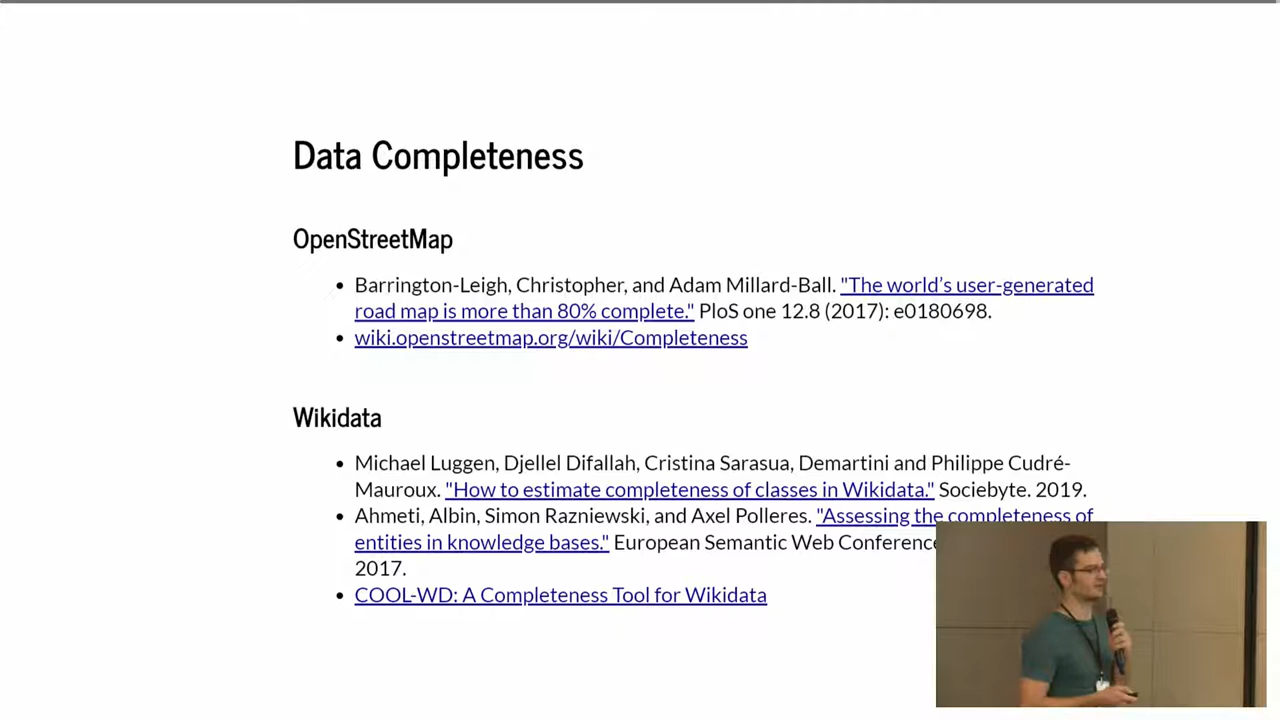 Data Completeness
OpenStreetMap
• Barrington-Leigh, Christopher, and Adam Millard-Ball. "The world’s user-generated
road map is more than 80% complete." PloS one 12.8 (2017): e0180698.
• wiki.openstreetmap.org/wiki/Completeness
Wikidata
• Michael Luggen, Djellel Difallah, Cristina Sarasua, Demartini and Philippe Cudré-
Mauroux. "How to estimate completeness of classes in Wikidata." Sociebyte. 2019.
• Ahmeti, Albin, Simon Razniewski, and Axel Polleres. "Assessing the completeness of
entities in knowledge bases." European Semantic Web Conference
2017.
• COOL-WD: A Completeness Tool for Wikidata